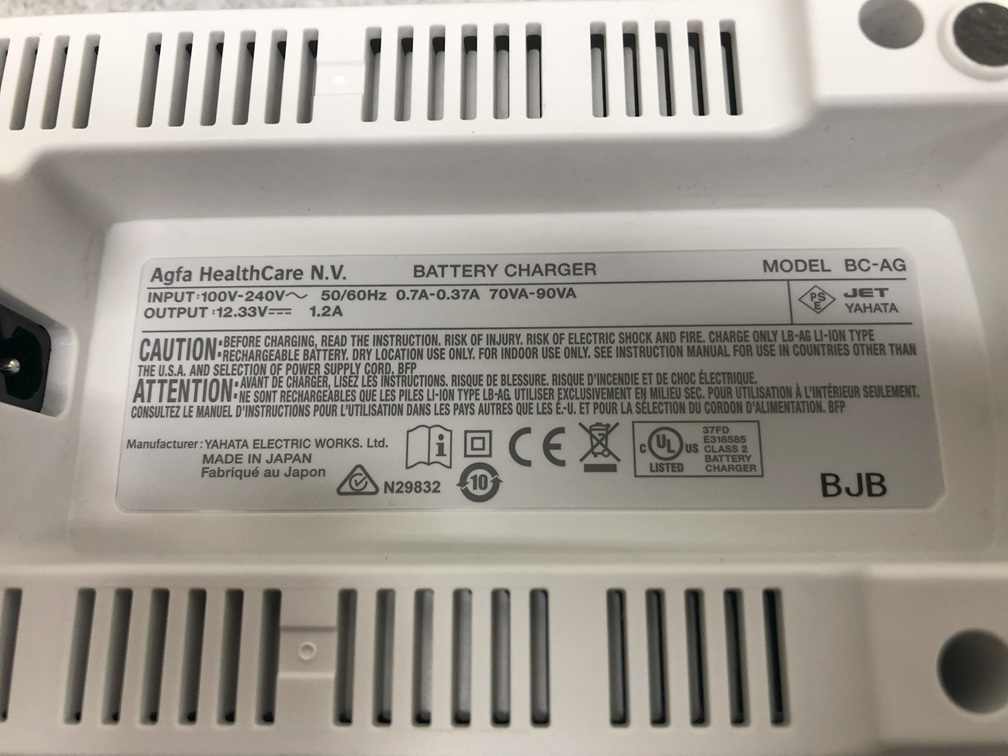 Agfa HealthCare N.V. BATTERY CHARGER MODEL BC-AG
INPUT:100V-240V～ 50/60Hz 0.7A-0.37A 70VA-90VA
OUTPUT:12.33V⎓ 1.2A
PSE JET
YAHATA
CAUTION: BEFORE CHARGING, READ THE INSTRUCTION. RISK OF INJURY. RISK OF ELECTRIC SHOCK AND FIRE. CHARGE ONLY LB-AG LI-ION TYPE
RECHARGEABLE BATTERY. DRY LOCATION USE ONLY. FOR INDOOR USE ONLY. SEE INSTRUCTION MANUAL FOR USE IN COUNTRIES OTHER THAN
THE U.S.A. AND SELECTION OF POWER SUPPLY CORD. BFP
ATTENTION: AVANT DE CHARGER, LISEZ LES INSTRUCTIONS. RISQUE DE BLESSURE. RISQUE D'INCENDIE ET DE CHOC ÉLECTRIQUE.
NE SONT RECHARGEABLES QUE LES PILES LI-ION TYPE LB-AG. UTILISER EXCLUSIVEMENT EN MILIEU SEC. POUR UTILISATION À L'INTÉRIEUR SEULEMENT.
CONSULTEZ LE MANUEL D'INSTRUCTIONS POUR L'UTILISATION DANS LES PAYS AUTRES QUE LES É.-U. ET POUR LA SÉLECTION DU CORDON D'ALIMENTATION. BFP
Manufacturer:YAHATA ELECTRIC WORKS. Ltd.
MADE IN JAPAN
Fabriqué au Japon
N29832
10
CE
C UL US
LISTED
37FD
E318585
CLASS 2
BATTERY
CHARGER
BJB